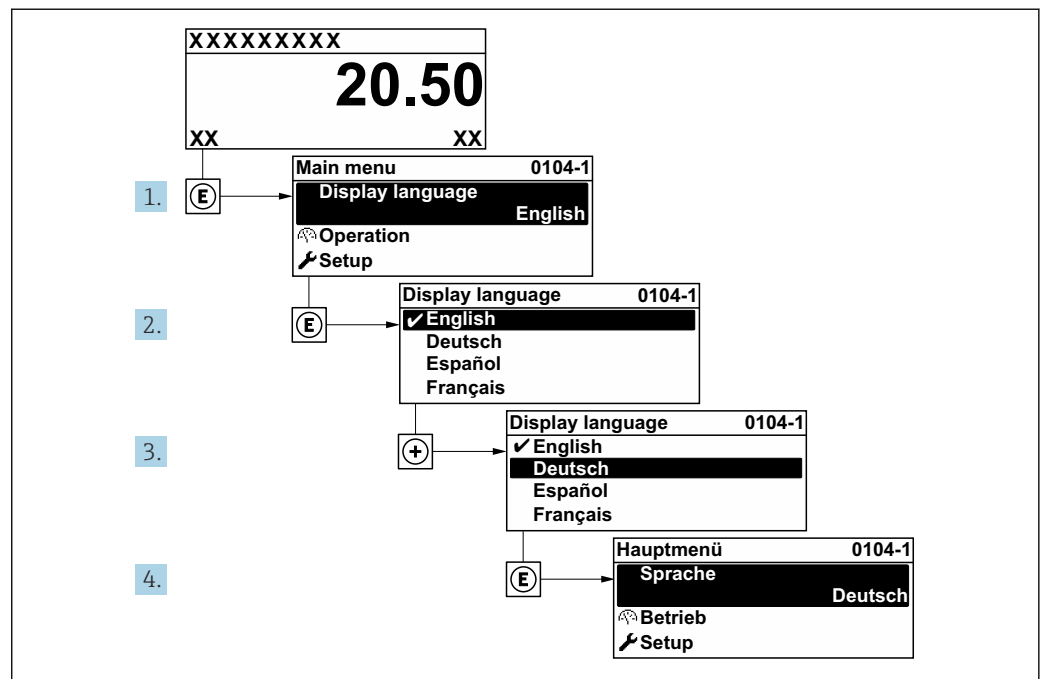 XXXXXXXXX
20.50
XX XX
1. E
Main menu 0104-1
Display language
English
Operation
Setup
2. E
Display language 0104-1
✔English
Deutsch
Español
Français
3. +
Display language 0104-1
✔English
Deutsch
Español
Français
4. E
Hauptmenü 0104-1
Sprache
Deutsch
Betrieb
Setup